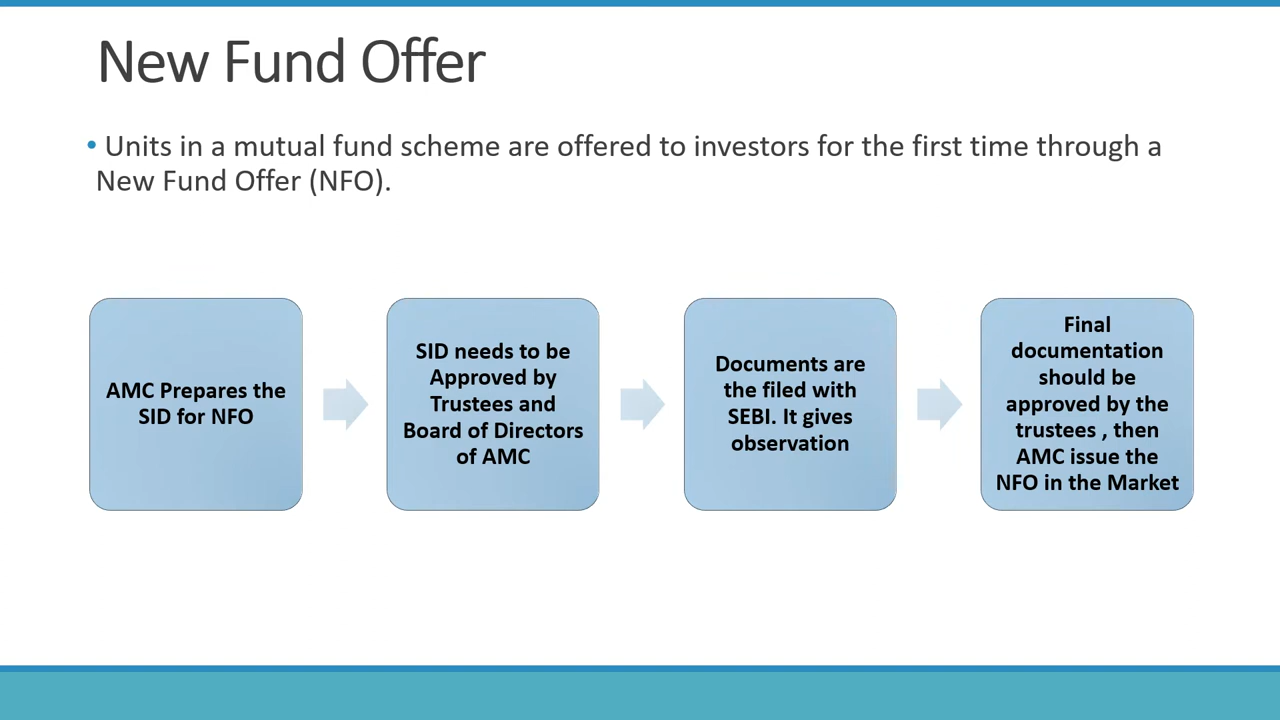 New Fund Offer
• Units in a mutual fund scheme are offered to investors for the first time through a
New Fund Offer (NFO).
AMC Prepares the
SID for NFO
SID needs to be
Approved by
Trustees and
Board of Directors
of AMC
Documents are
the filed with
SEBI. It gives
observation
Final
documentation
should be
approved by the
trustees , then
AMC issue the
NFO in the Market